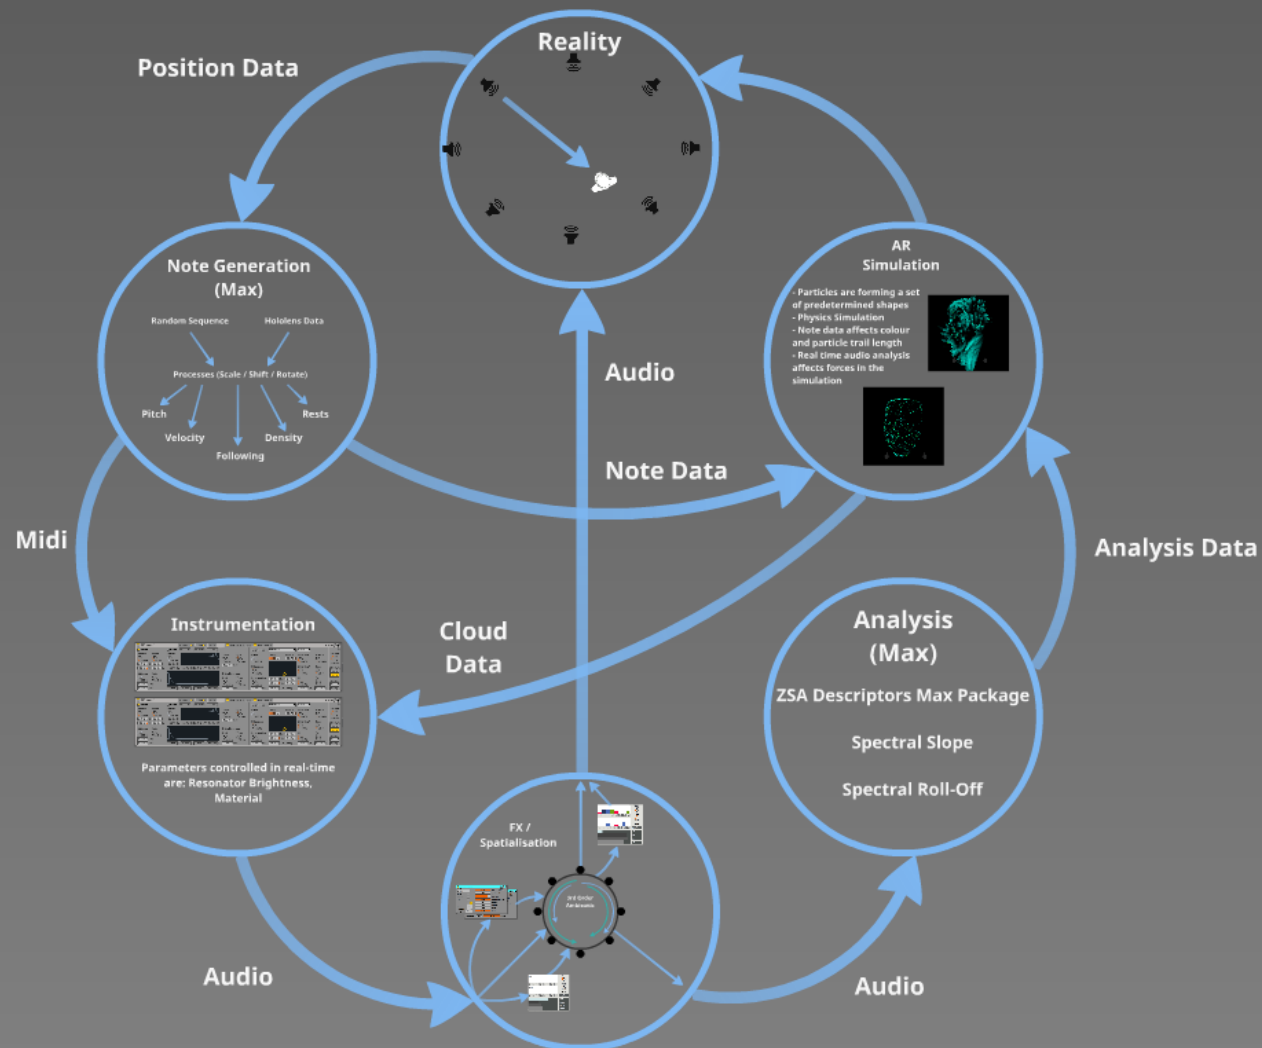 Reality
Position Data
Note Generation
(Max)
Random Sequence
Hololens Data
Processes (Scale / Shift / Rotate)
Pitch
Rests
Velocity
Density
Following
AR
Simulation
- Particles are forming a set
of predetermined shapes
- Physics Simulation
- Note data affects colour
and particle trail length
- Real time audio analysis
affects forces in the
simulation
Audio
Note Data
Midi
Analysis Data
Instrumentation
Parameters controlled in real-time
are: Resonator Brightness,
Material
Cloud
Data
Analysis
(Max)
ZSA Descriptors Max Package
Spectral Slope
Spectral Roll-Off
FX /
Spatialisation
3rd Order
Ambisonic
Audio
Audio